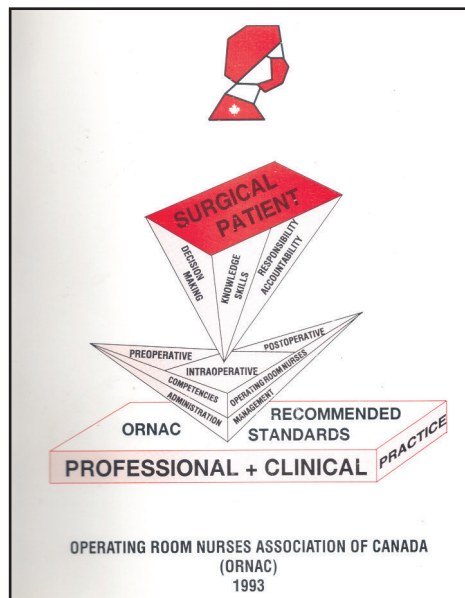 SURGICAL
PATIENT
DECISION
MAKING
KNOWLEDGE
SKILLS
RESPONSIBILITY
ACCOUNTABILITY
PREOPERATIVE
POSTOPERATIVE
INTRAOPERATIVE
COMPETENCIES
OPERATING ROOM NURSES
ADMINISTRATION
MANAGEMENT
ORNAC
RECOMMENDED
STANDARDS
PROFESSIONAL + CLINICAL
PRACTICE
OPERATING ROOM NURSES ASSOCIATION OF CANADA
(ORNAC)
1993